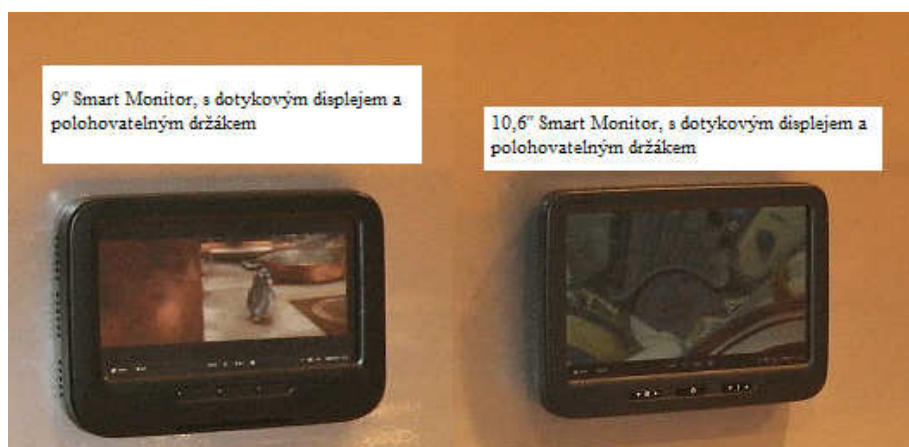 9" Smart Monitor, s dotykovým displejem a
polohovatelným držákem
10,6" Smart Monitor, s dotykovým displejem a
polohovatelným držákem